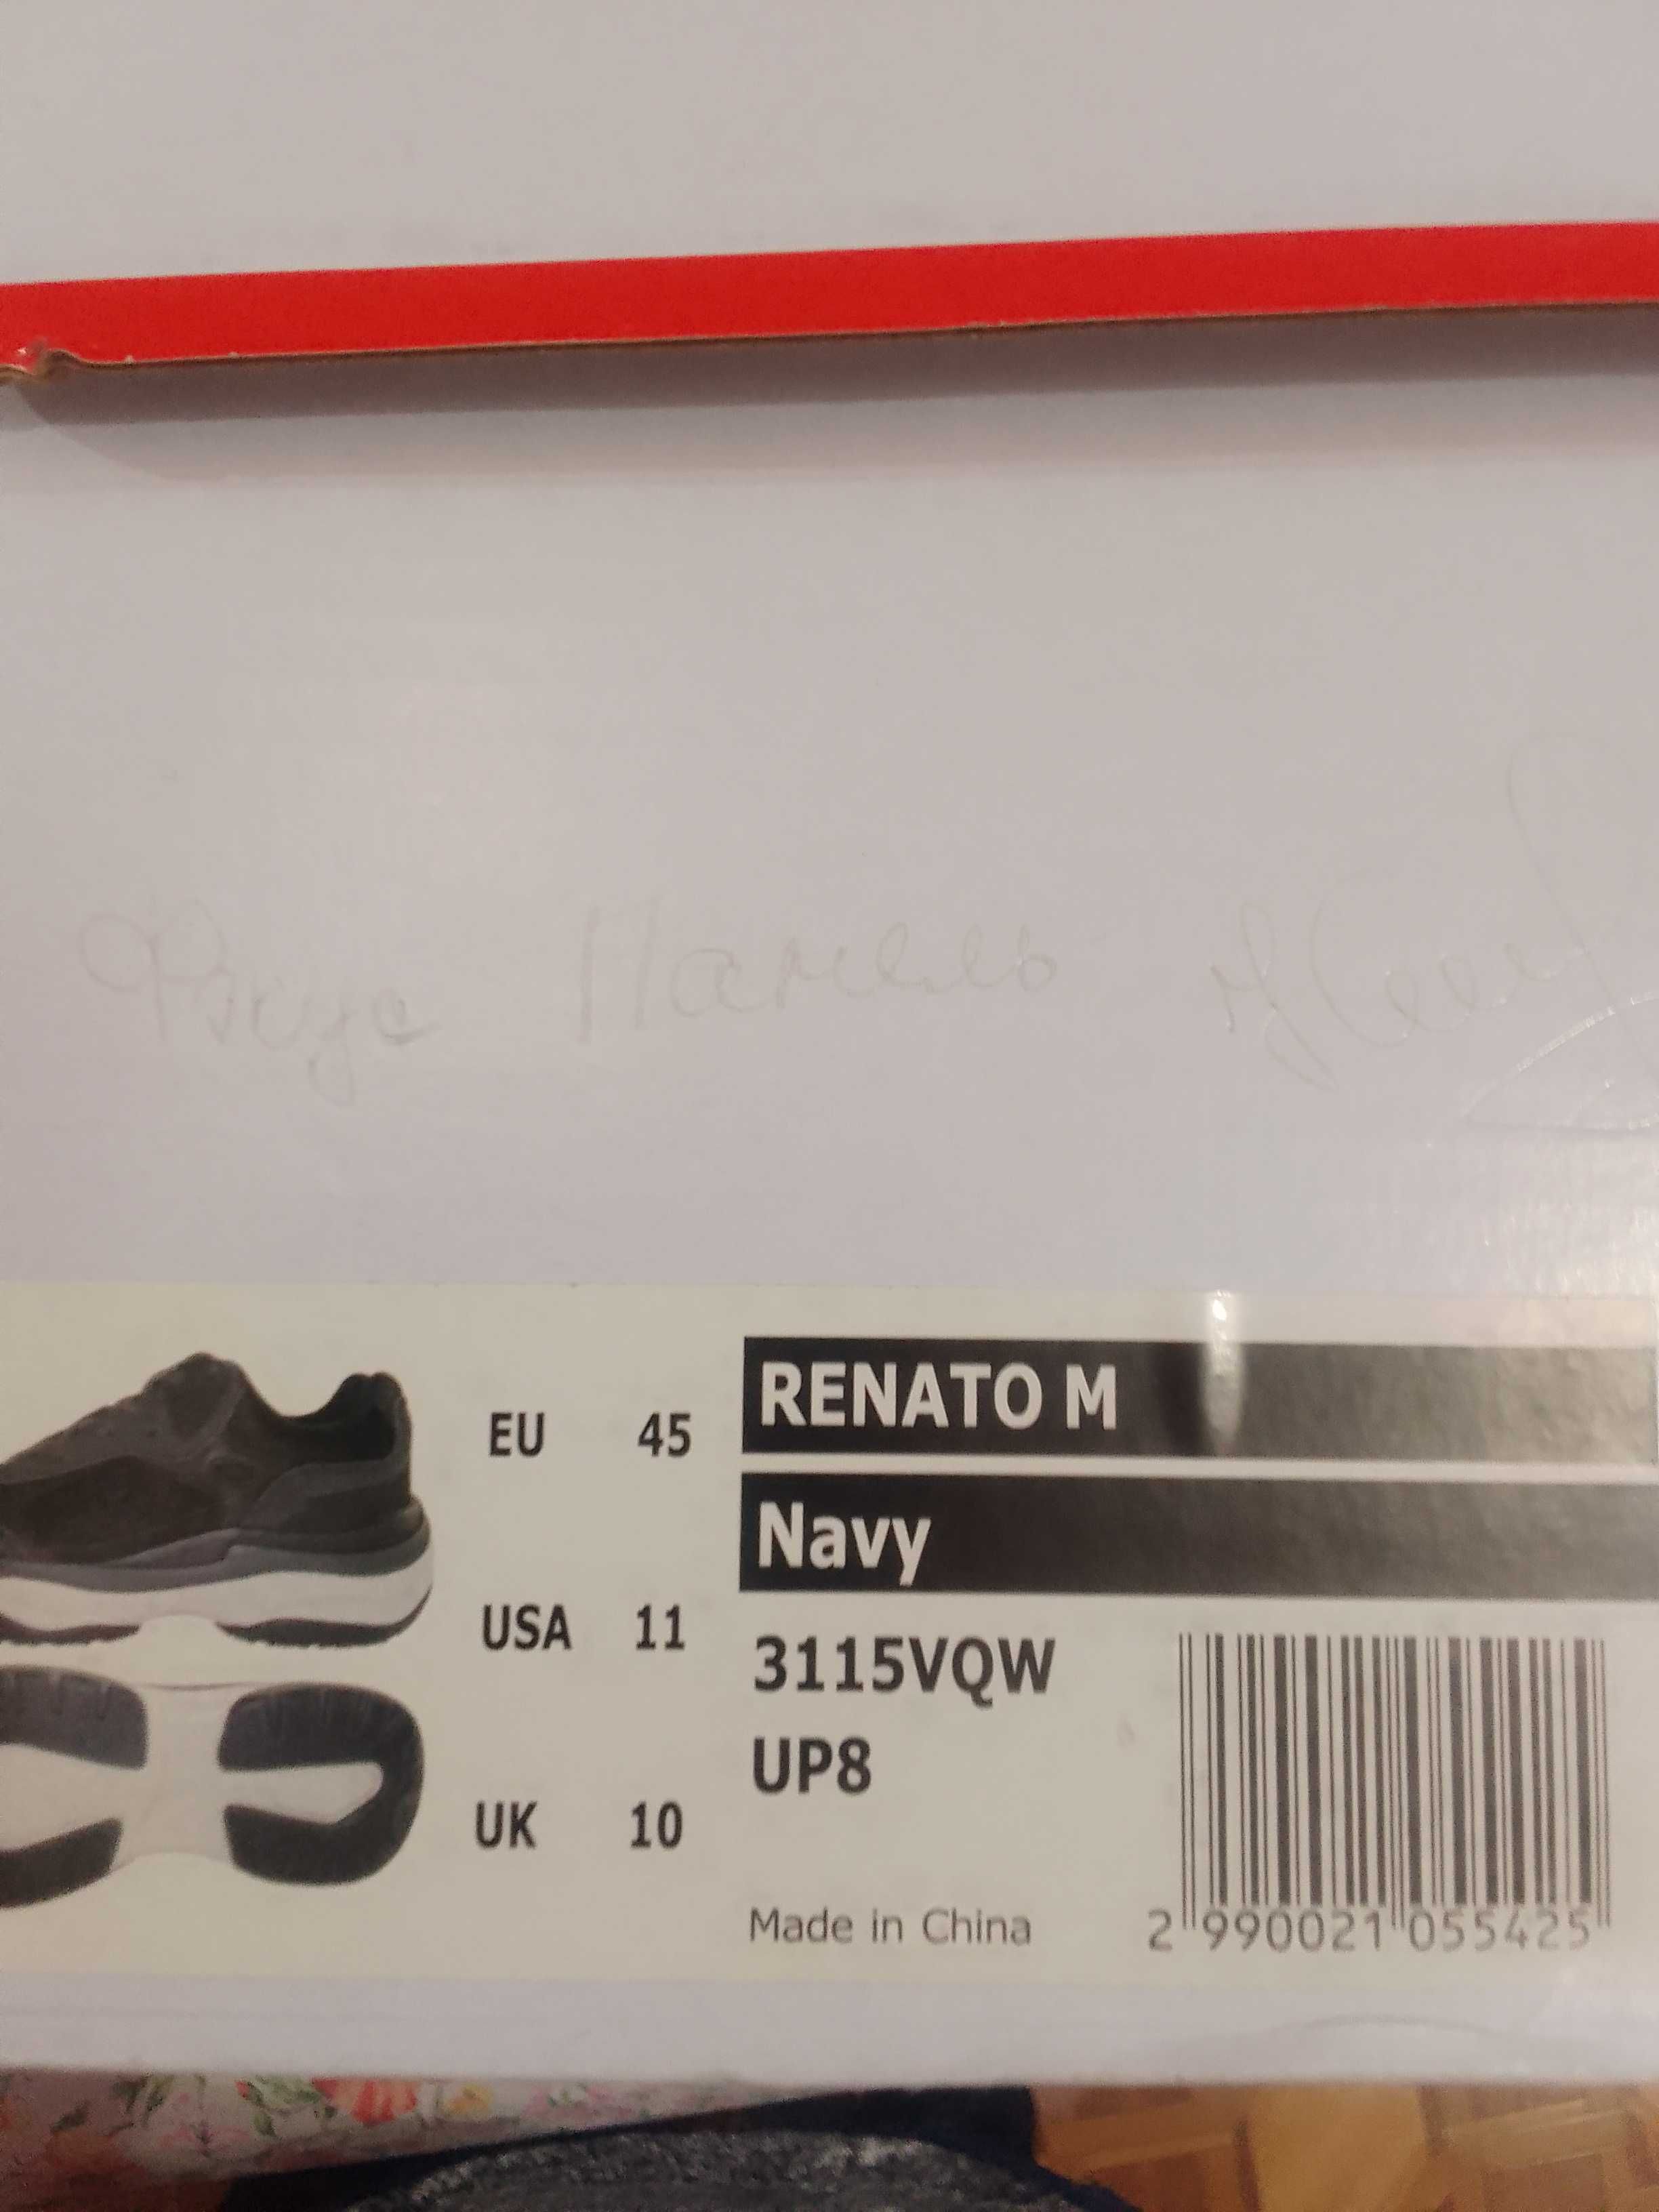 EU 45
RENATO M
Navy
USA 11
3115VQW
UP8
UK 10
Made in China
2 990021 055425